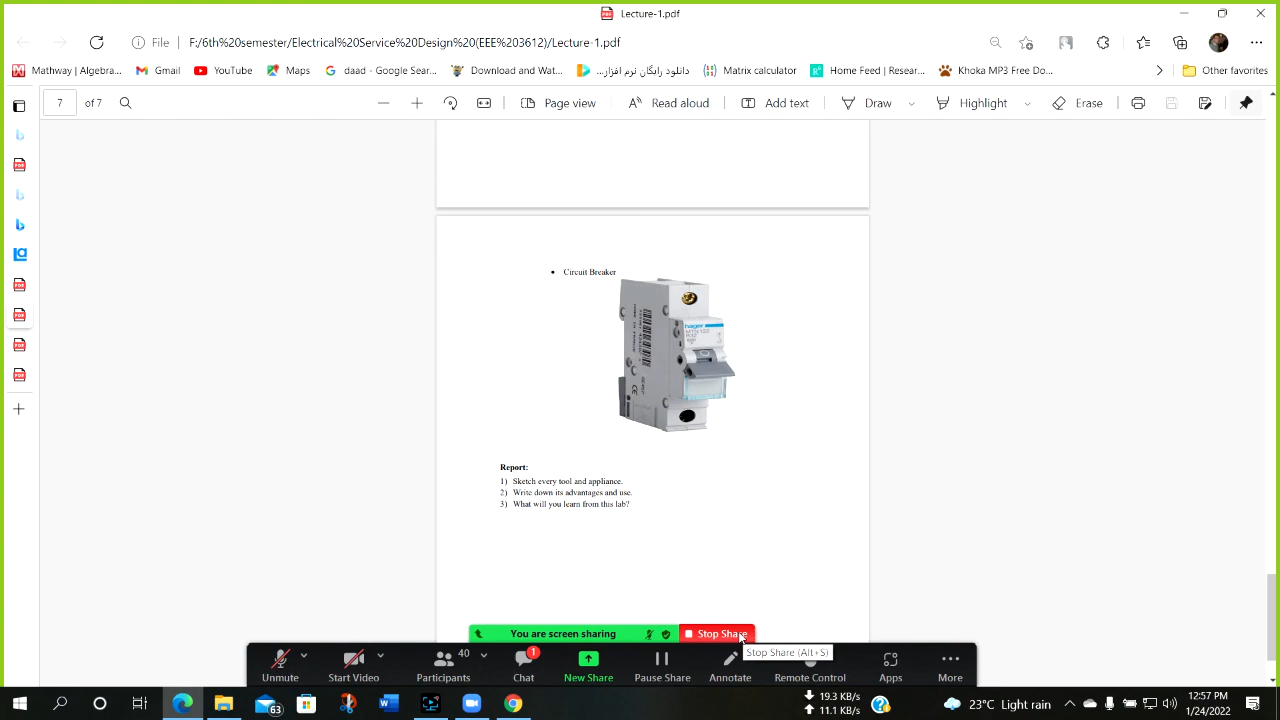 Lecture-1.pdf
File | F:/6th%20semester/Electrical%20Service%20Design%20(EEE%203612)/Lecture-1.pdf
Mathway | Algebra... Gmail YouTube Maps daad - Google Sear... Download and Wat... دانلود رایگان نرم افزار... Matrix calculator Home Feed | Resear... Khoka MP3 Free Do... Other favorites
7 of 7 Page view Read aloud Add text Draw Highlight Erase
• Circuit Breaker
hager
Report:
1) Sketch every tool and appliance.
2) Write down its advantages and use.
3) What will you learn from this lab?
You are screen sharing Stop Share
Stop Share (Alt+S)
40 1
Unmute Start Video Participants Chat New Share Pause Share Annotate Remote Control Apps More
63 19.3 KB/s 11.1 KB/s 23°C Light rain 12:57 PM
1/24/2022